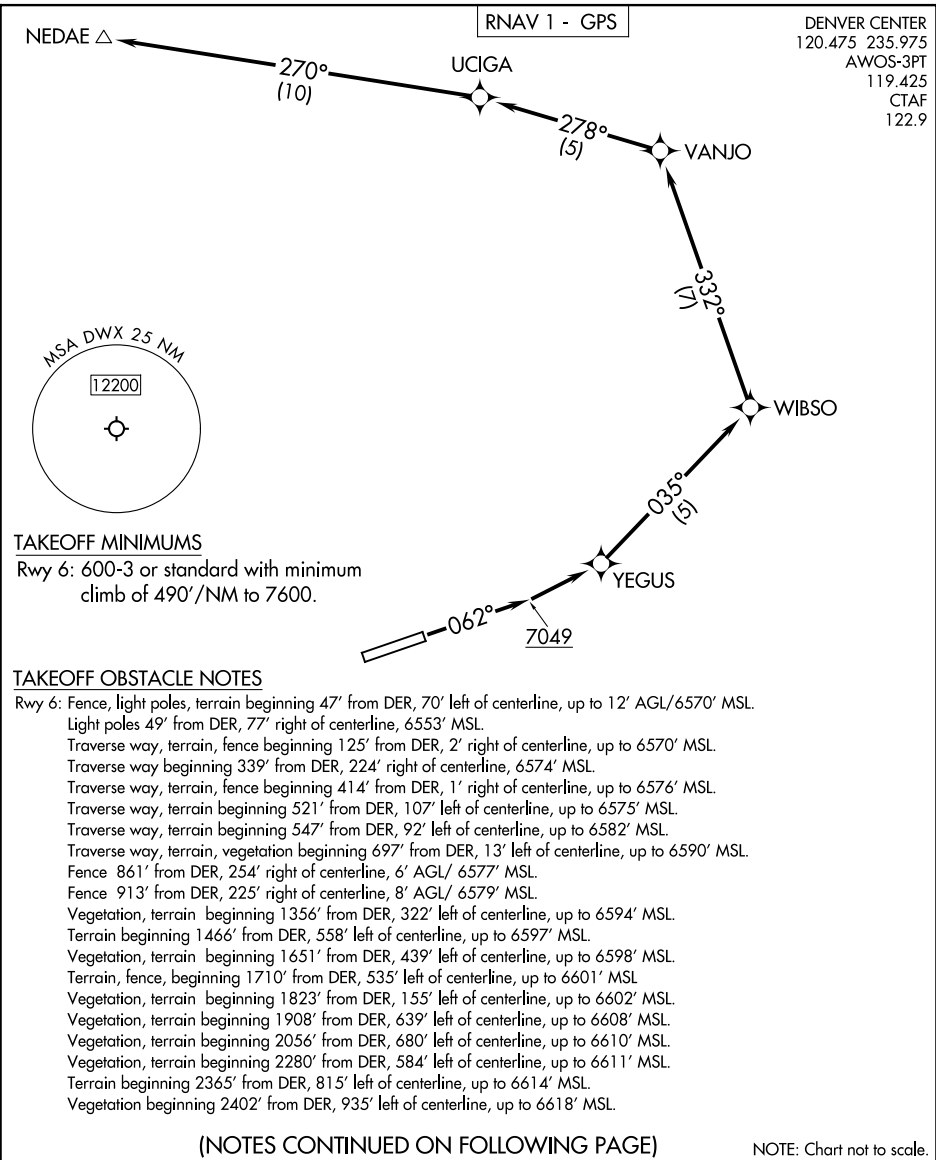 RNAV 1 - GPS
DENVER CENTER
120.475 235.975
AWOS-3PT
119.425
CTAF
122.9
NEDAE
270°
(10)
UCIGA
278°
(5)
VANJO
332°
(7)
WIBSO
035°
(5)
YEGUS
062°
7049
MSA DWX 25 NM
12200
TAKEOFF MINIMUMS
Rwy 6: 600-3 or standard with minimum
climb of 490'/NM to 7600.
TAKEOFF OBSTACLE NOTES
Rwy 6: Fence, light poles, terrain beginning 47' from DER, 70' left of centerline, up to 12' AGL/6570' MSL.
Light poles 49' from DER, 77' right of centerline, 6553' MSL.
Traverse way, terrain, fence beginning 125' from DER, 2' right of centerline, up to 6570' MSL.
Traverse way beginning 339' from DER, 224' right of centerline, 6574' MSL.
Traverse way, terrain, fence beginning 414' from DER, 1' right of centerline, up to 6576' MSL.
Traverse way, terrain beginning 521' from DER, 107' left of centerline, up to 6575' MSL.
Traverse way, terrain beginning 547' from DER, 92' left of centerline, up to 6582' MSL.
Traverse way, terrain, vegetation beginning 697' from DER, 13' left of centerline, up to 6590' MSL.
Fence 861' from DER, 254' right of centerline, 6' AGL/ 6577' MSL.
Fence 913' from DER, 225' right of centerline, 8' AGL/ 6579' MSL.
Vegetation, terrain beginning 1356' from DER, 322' left of centerline, up to 6594' MSL.
Terrain beginning 1466' from DER, 558' left of centerline, up to 6597' MSL.
Vegetation, terrain beginning 1651' from DER, 439' left of centerline, up to 6598' MSL.
Terrain, fence, beginning 1710' from DER, 535' left of centerline, up to 6601' MSL
Vegetation, terrain beginning 1823' from DER, 155' left of centerline, up to 6602' MSL.
Vegetation, terrain beginning 1908' from DER, 639' left of centerline, up to 6608' MSL.
Vegetation, terrain beginning 2056' from DER, 680' left of centerline, up to 6610' MSL.
Vegetation, terrain beginning 2280' from DER, 584' left of centerline, up to 6611' MSL.
Terrain beginning 2365' from DER, 815' left of centerline, up to 6614' MSL.
Vegetation beginning 2402' from DER, 935' left of centerline, up to 6618' MSL.
(NOTES CONTINUED ON FOLLOWING PAGE)
NOTE: Chart not to scale.